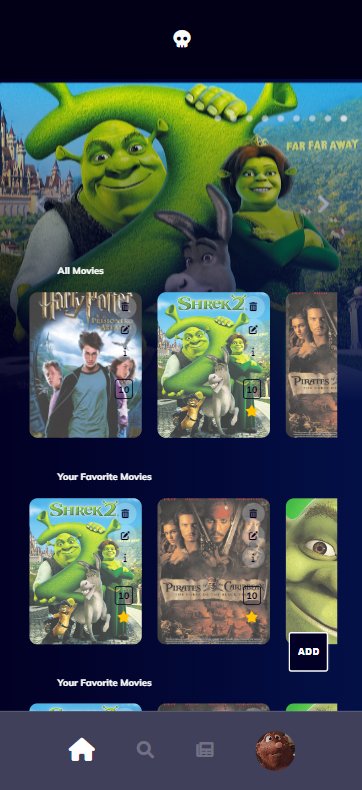 FAR FAR AWAY
All Movies
Harry Potter
SHREK 2
PIRATES
i
i
10
10
Your Favorite Movies
SHREK 2
PIRATES CARIBBEAN
i
i
10
10
ADD
Your Favorite Movies